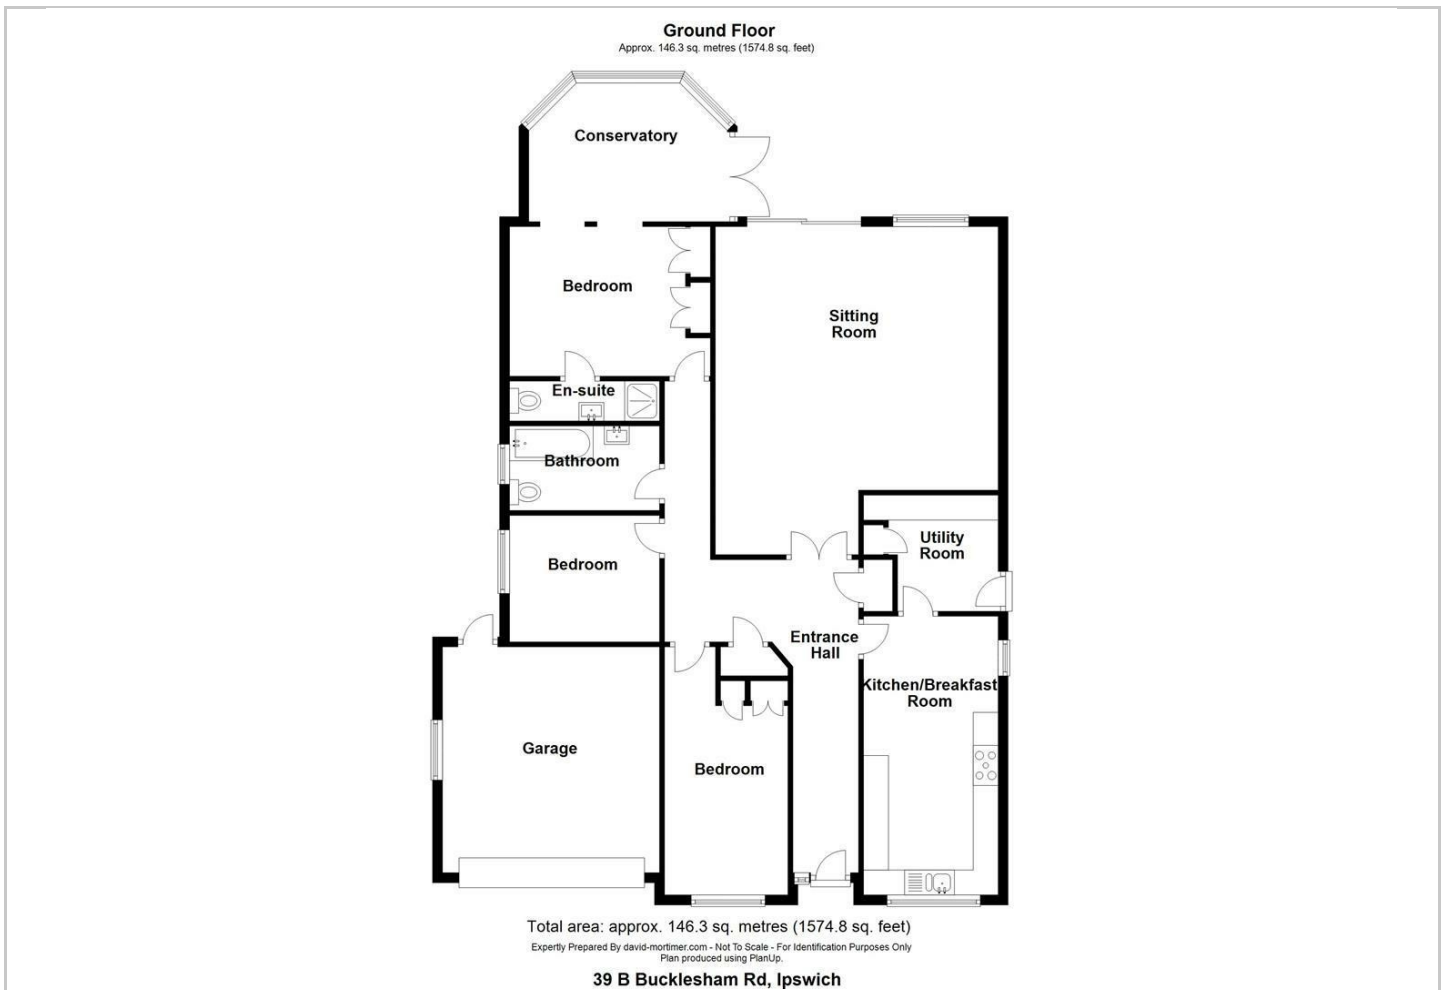 Ground Floor
Approx. 146.3 sq. metres (1574.8 sq. feet)
Conservatory
Bedroom
Sitting
Room
En-suite
Bathroom
Utility
Room
Bedroom
Entrance
Hall
Kitchen/Breakfast
Room
Garage
Bedroom
Total area: approx. 146.3 sq. metres (1574.8 sq. feet)
Expertly Prepared By david-mortimer.com - Not To Scale - For Identification Purposes Only
Plan produced using PlanUp.
39 B Bucklesham Rd, Ipswich